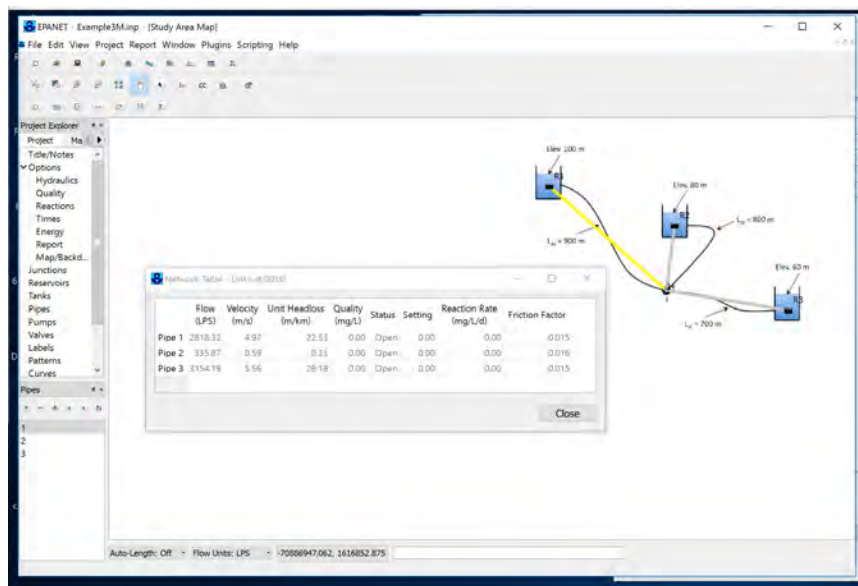 EPANET - Example3M.inp - [Study Area Map]
File Edit View Project Report Window Plugins Scripting Help
Project Explorer
Project Ma
Title/Notes
Options
Hydraulics
Quality
Reactions
Times
Energy
Report
Map/Backd...
Junctions
Reservoirs
Tanks
Pipes
Pumps
Valves
Labels
Patterns
Curves
Pipes
1
2
3
Elev. 100 m
R1
Elev. 80 m
R2
= 800 m
= 900 m
Elev. 60 m
R3
= 700 m
Flow (LPS) Velocity (m/s) Unit Headloss (m/km) Quality (mg/L) Status Setting Reaction Rate (mg/L/d) Friction Factor
Pipe 1 2818.32 4.97 22.53 0.00 Open 0.00 0.00 0.015
Pipe 2 335.87 0.59 0.00 Open 0.00 0.00 0.016
Pipe 3 3154.19 5.56 28.18 0.00 Open 0.00 0.00 0.015
Close
Auto-Length: Off Flow Units: LPS -70886947.062, 1616852.875